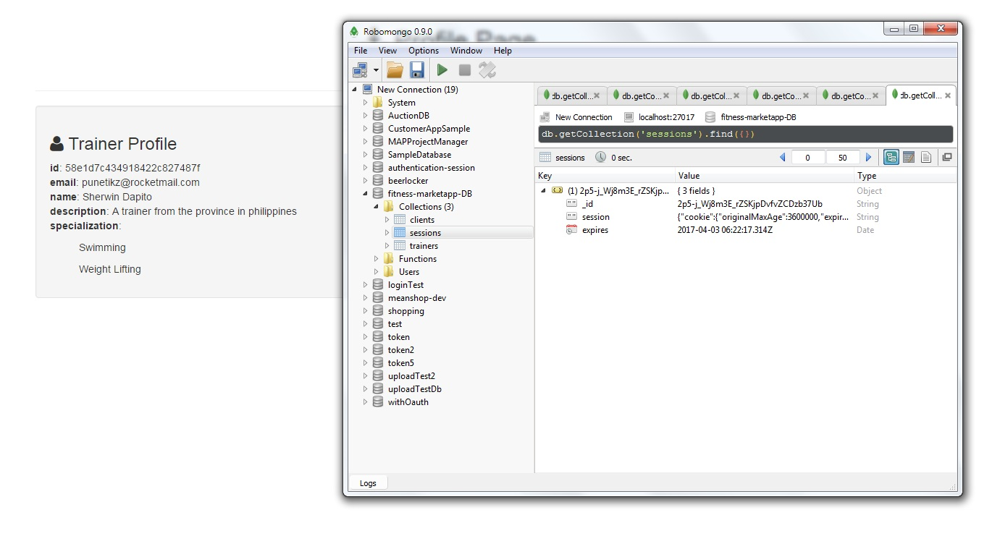 Profile Page
Trainer Profile
id: 58e1d7c434918422c827487f
email: punetikz@rocketmail.com
name: Sherwin Dapito
description: A trainer from the province in philippines
specialization:
Swimming
Weight Lifting
Robomongo 0.9.0
File View Options Window Help
New Connection (19)
System
AuctionDB
CustomerAppSample
MAPProjectManager
SampleDatabase
authentication-session
beerlocker
fitness-marketapp-DB
Collections (3)
clients
sessions
trainers
Functions
Users
loginTest
meanshop-dev
shopping
test
token
token2
token5
uploadTest2
uploadTestDb
withOauth
db.getColl... db.getCo... db.getCol... db.getCo... db.getCo... db.getColl...
New Connection localhost:27017 fitness-marketapp-DB
db.getCollection('sessions').find({})
sessions 0 sec. 0 50
Key Value Type
(1) 2p5-j_Wj8m3E_rZSKjp... { 3 fields } Object
_id 2p5-j_Wj8m3E_rZSKjpDvfvZCDzb37Ub String
session {"cookie":{"originalMaxAge":3600000,"expir... String
expires 2017-04-03 06:22:17.314Z Date
Logs